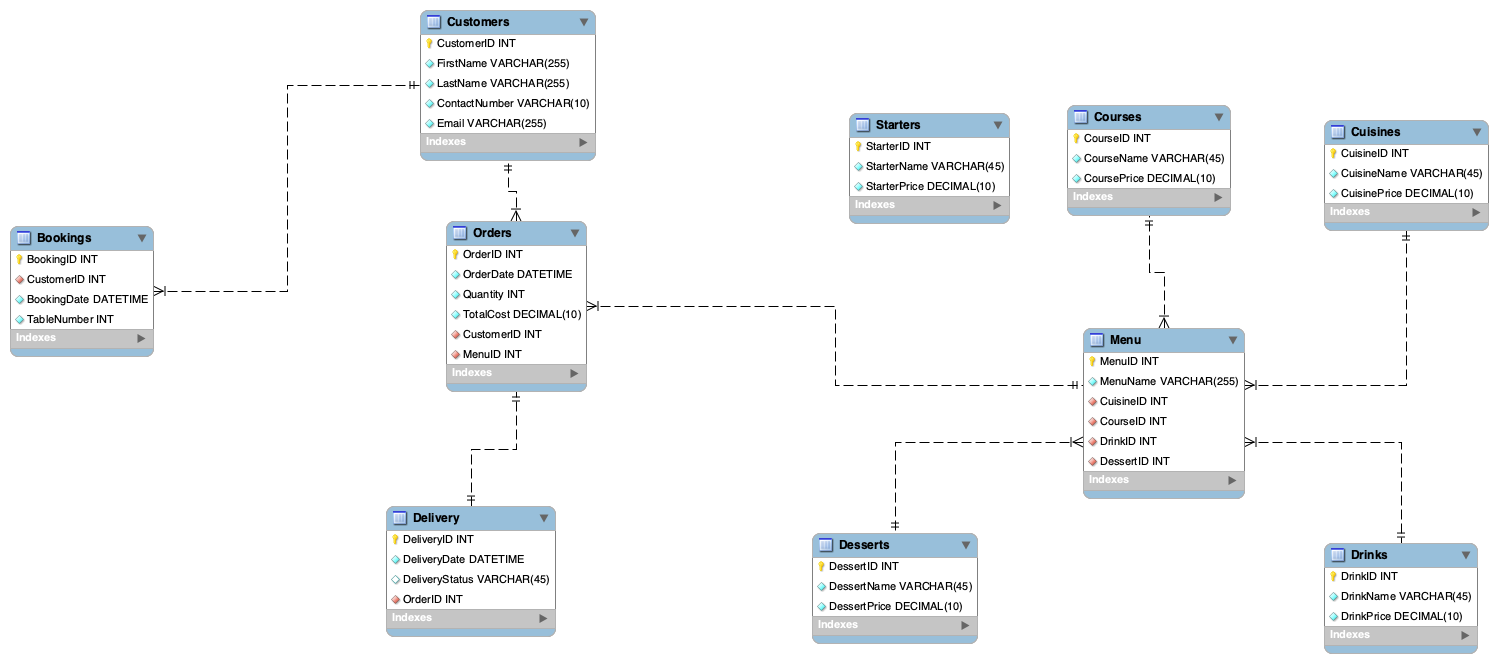 Customers
CustomerID INT
FirstName VARCHAR(255)
LastName VARCHAR(255)
ContactNumber VARCHAR(10)
Email VARCHAR(255)
Indexes
Starters
StarterID INT
StarterName VARCHAR(45)
StarterPrice DECIMAL(10)
Indexes
Courses
CourseID INT
CourseName VARCHAR(45)
CoursePrice DECIMAL(10)
Indexes
Cuisines
CuisineID INT
CuisineName VARCHAR(45)
CuisinePrice DECIMAL(10)
Indexes
Bookings
BookingID INT
CustomerID INT
BookingDate DATETIME
TableNumber INT
Indexes
Orders
OrderID INT
OrderDate DATETIME
Quantity INT
TotalCost DECIMAL(10)
CustomerID INT
MenuID INT
Indexes
Menu
MenuID INT
MenuName VARCHAR(255)
CuisineID INT
CourseID INT
DrinkID INT
DessertID INT
Indexes
Delivery
DeliveryID INT
DeliveryDate DATETIME
DeliveryStatus VARCHAR(45)
OrderID INT
Indexes
Desserts
DessertID INT
DessertName VARCHAR(45)
DessertPrice DECIMAL(10)
Indexes
Drinks
DrinkID INT
DrinkName VARCHAR(45)
DrinkPrice DECIMAL(10)
Indexes